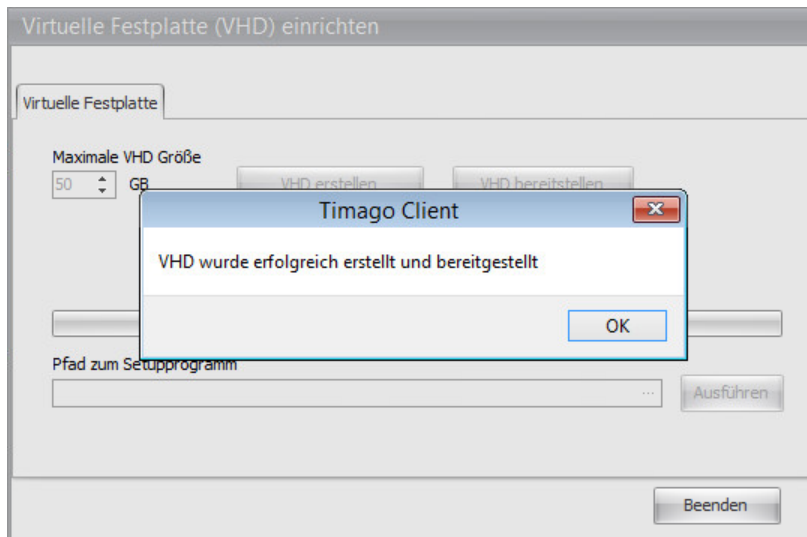 Virtuelle Festplatte (VHD) einrichten
Virtuelle Festplatte
Maximale VHD Größe
50 GB VHD erstellen VHD bereitstellen
Timago Client
VHD wurde erfolgreich erstellt und bereitgestellt
OK
Pfad zum Setupprogramm
... Ausführen
Beenden